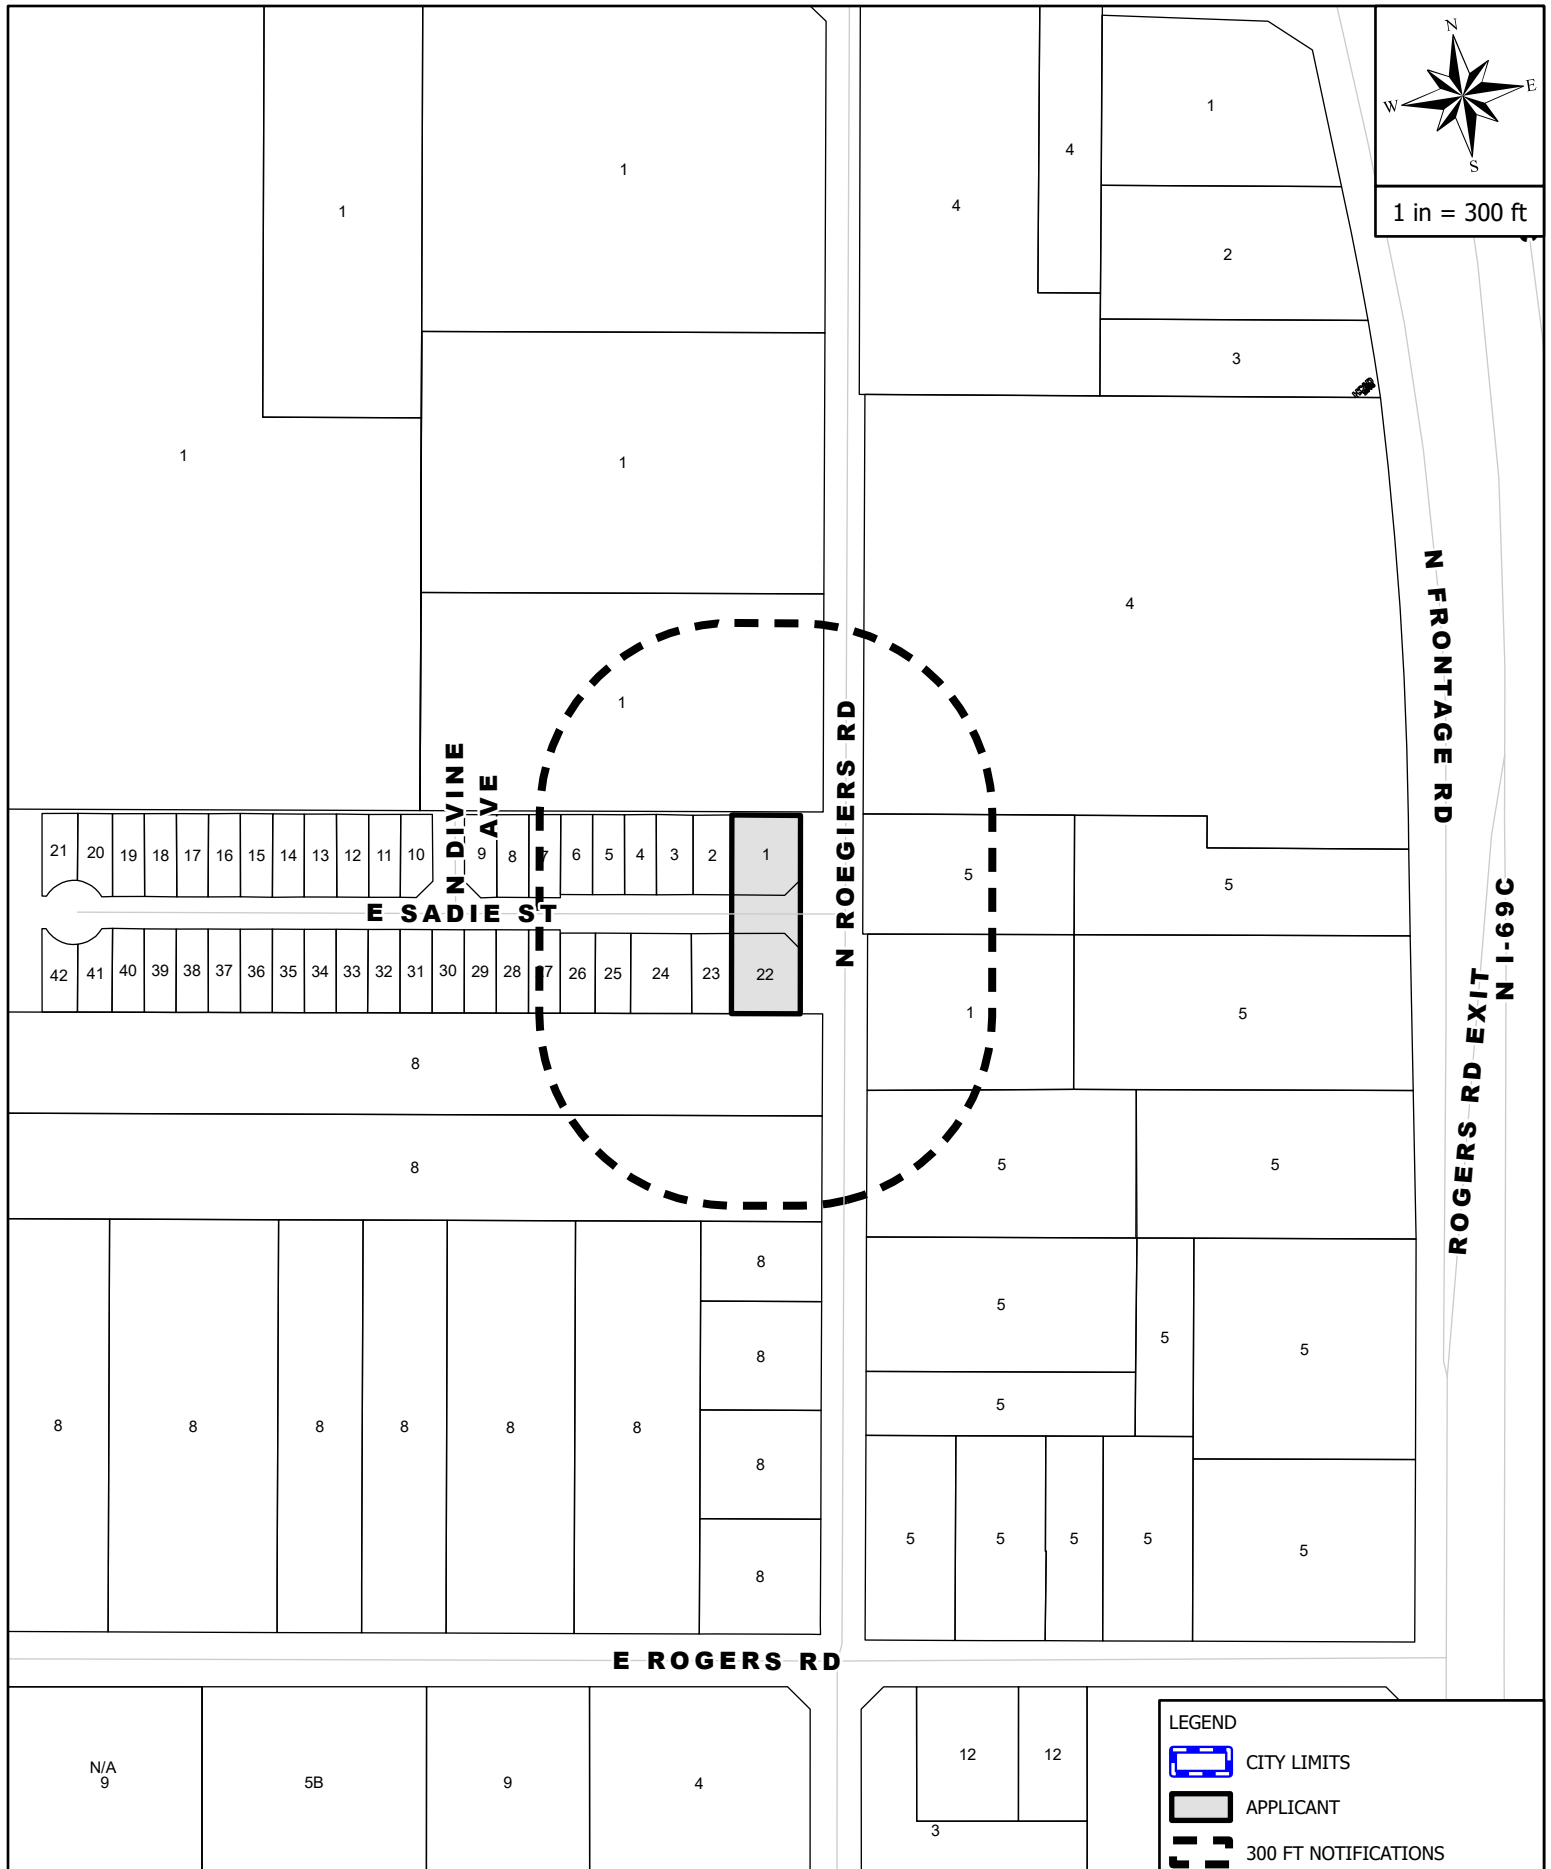 N
W
E
S
1 in = 300 ft
1
1
1
4
4
2
3
1
1
4
1
N FRONTAGE RD
N ROEGIERS RD
N DIVINE
AVE
21 20 19 18 17 16 15 14 13 12 11 10 9 8 7 6 5 4 3 2 1
5
5
E SADIE ST
N I-69C
ROGERS RD EXIT
42 41 40 39 38 37 36 35 34 33 32 31 30 29 28 27 26 25 24 23 22
1
5
8
8
5
5
8
5
5
5
8
5
8 8 8 8 8 8
8
5 5 5 5
5
8
E ROGERS RD
N/A
9
5B
9
4
12
12
3
LEGEND
CITY LIMITS
APPLICANT
300 FT NOTIFICATIONS